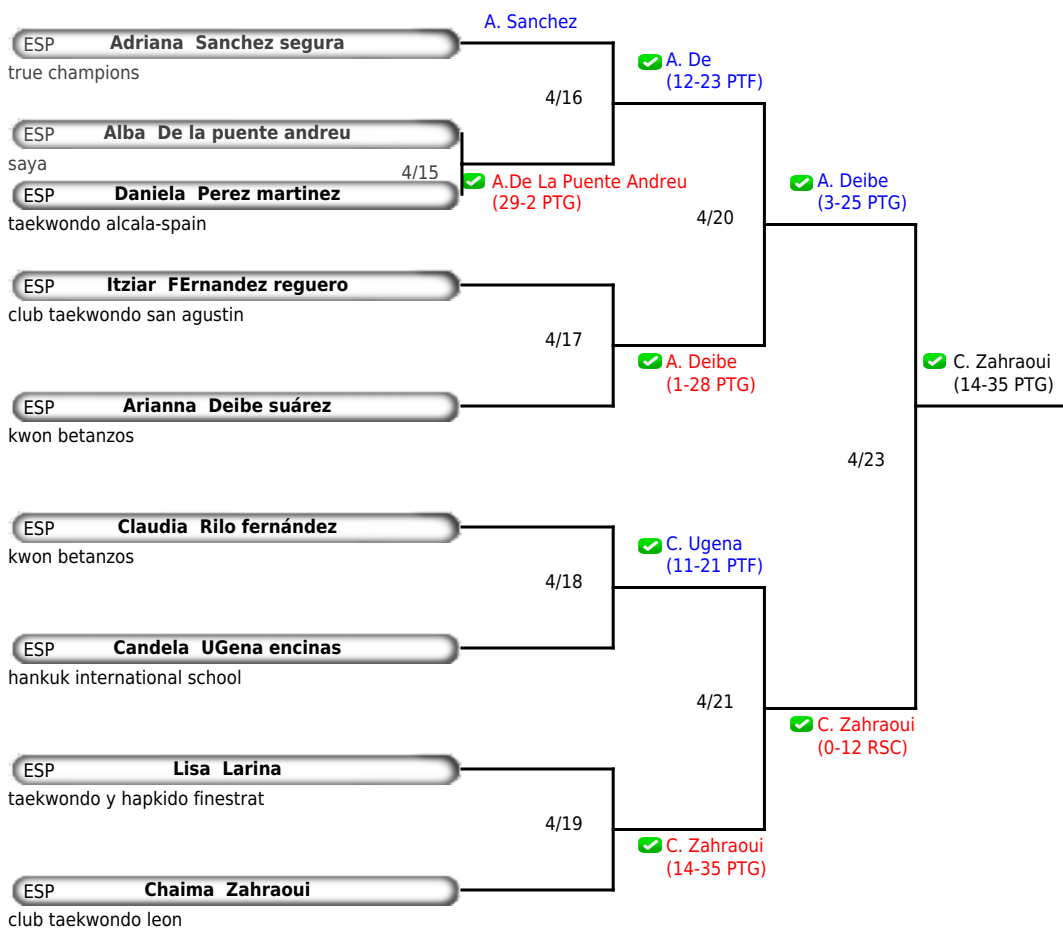 A. Sanchez
ESP Adriana Sanchez segura
true champions
A. De
(12-23 PTF)
4/16
ESP Alba De la puente andreu
saya
4/15
A.De La Puente Andreu
(29-2 PTG)
ESP Daniela Perez martinez
taekwondo alcala-spain
A. Deibe
(3-25 PTG)
4/20
ESP Itziar FErnandez reguero
club taekwondo san agustin
4/17
A. Deibe
(1-28 PTG)
C. Zahraoui
(14-35 PTG)
ESP Arianna Deibe suárez
kwon betanzos
4/23
ESP Claudia Rilo fernández
kwon betanzos
C. Ugena
(11-21 PTF)
4/18
ESP Candela UGena encinas
hankuk international school
4/21
C. Zahraoui
(0-12 RSC)
ESP Lisa Larina
taekwondo y hapkido finestrat
4/19
C. Zahraoui
(14-35 PTG)
ESP Chaima Zahraoui
club taekwondo leon